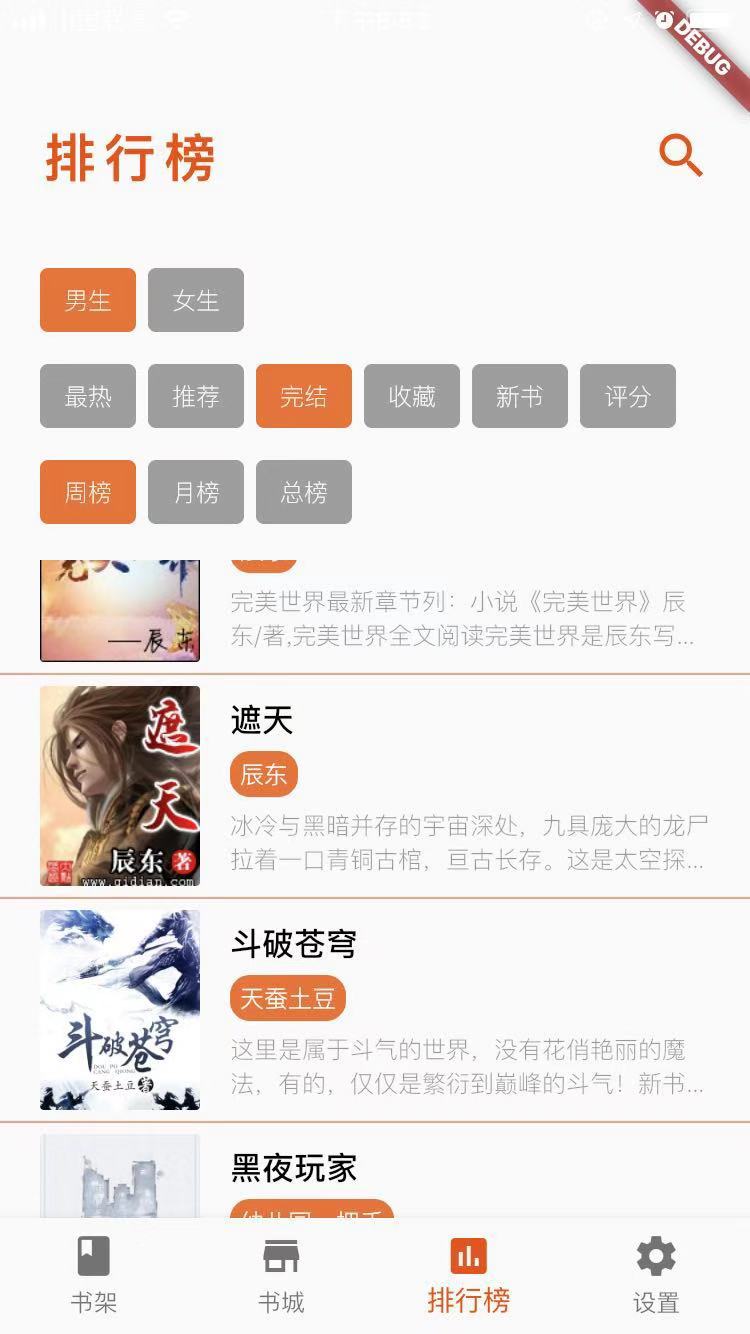 DEBUG
排行榜
男生 女生
最热 推荐 完结 收藏 新书 评分
周榜 月榜 总榜
辰东
完美世界最新章节列：小说《完美世界》辰
东/著,完美世界全文阅读完美世界是辰东写...
遮天
辰东 著
www.qidian.com
遮天
辰东
冰冷与黑暗并存的宇宙深处，九具庞大的龙尸
拉着一口青铜古棺，亘古长存。这是太空探...
斗破苍穹
DOU PO
CANG QIONG
天蚕土豆 著
斗破苍穹
天蚕土豆
这里是属于斗气的世界，没有花俏艳丽的魔
法，有的，仅仅是繁衍到巅峰的斗气！新书...
黑夜玩家
书架 书城 排行榜 设置